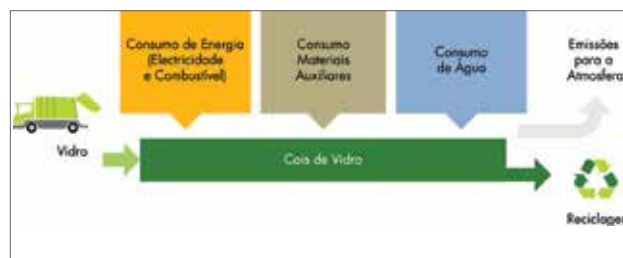 Consumo de Energia
(Electricidade
e Combustível)
Consumo
Materiais
Auxiliares
Consumo
de Água
Emissões
para a
Atmosfera
Vidro
Cais de Vidro
Reciclagem